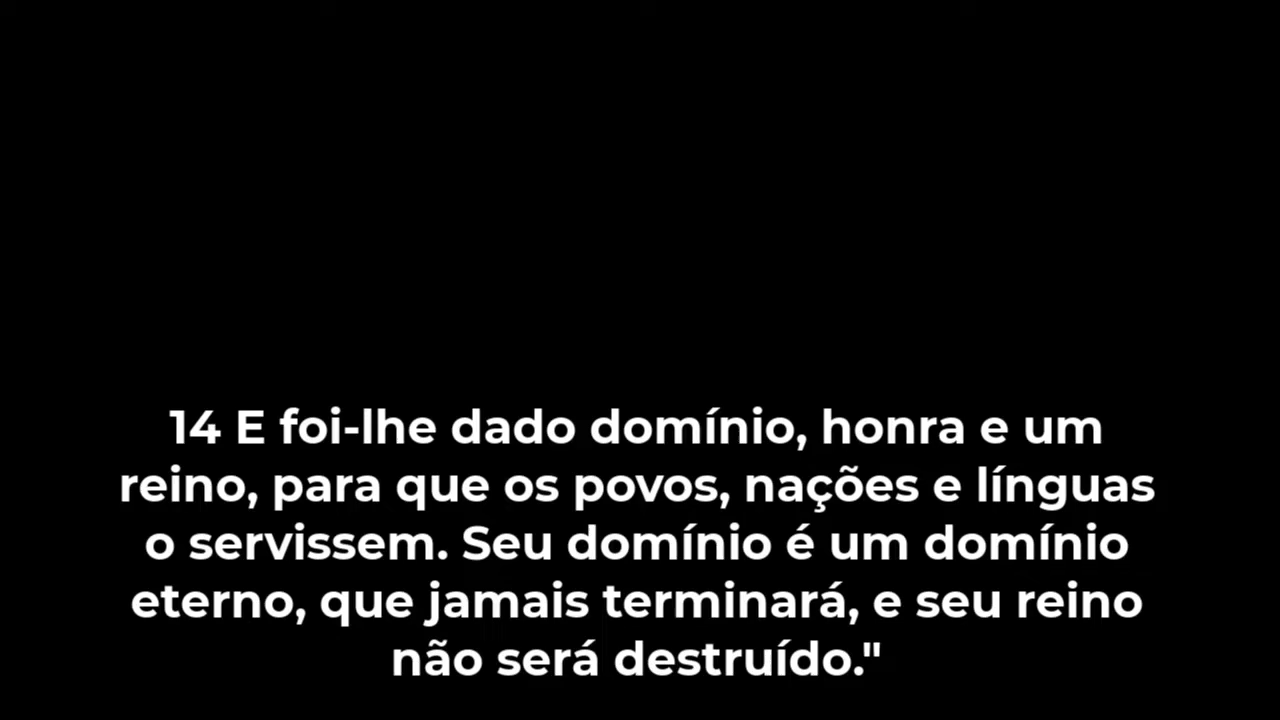 14 E foi-lhe dado domínio, honra e um
reino, para que os povos, nações e línguas
o servissem. Seu domínio é um domínio
eterno, que jamais terminará, e seu reino
não será destruído."